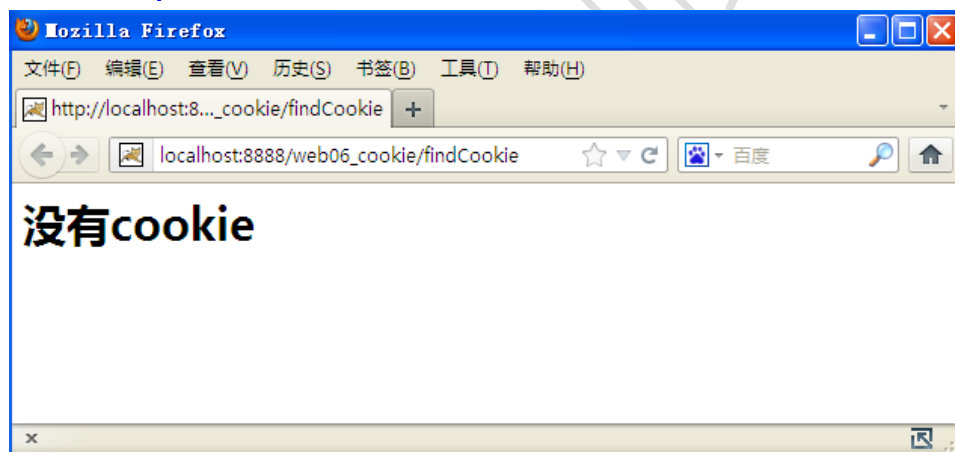 Mozilla Firefox
文件(F) 编辑(E) 查看(V) 历史(S) 书签(B) 工具(T) 帮助(H)
http://localhost:8..._cookie/findCookie
localhost:8888/web06_cookie/findCookie 百度
没有cookie